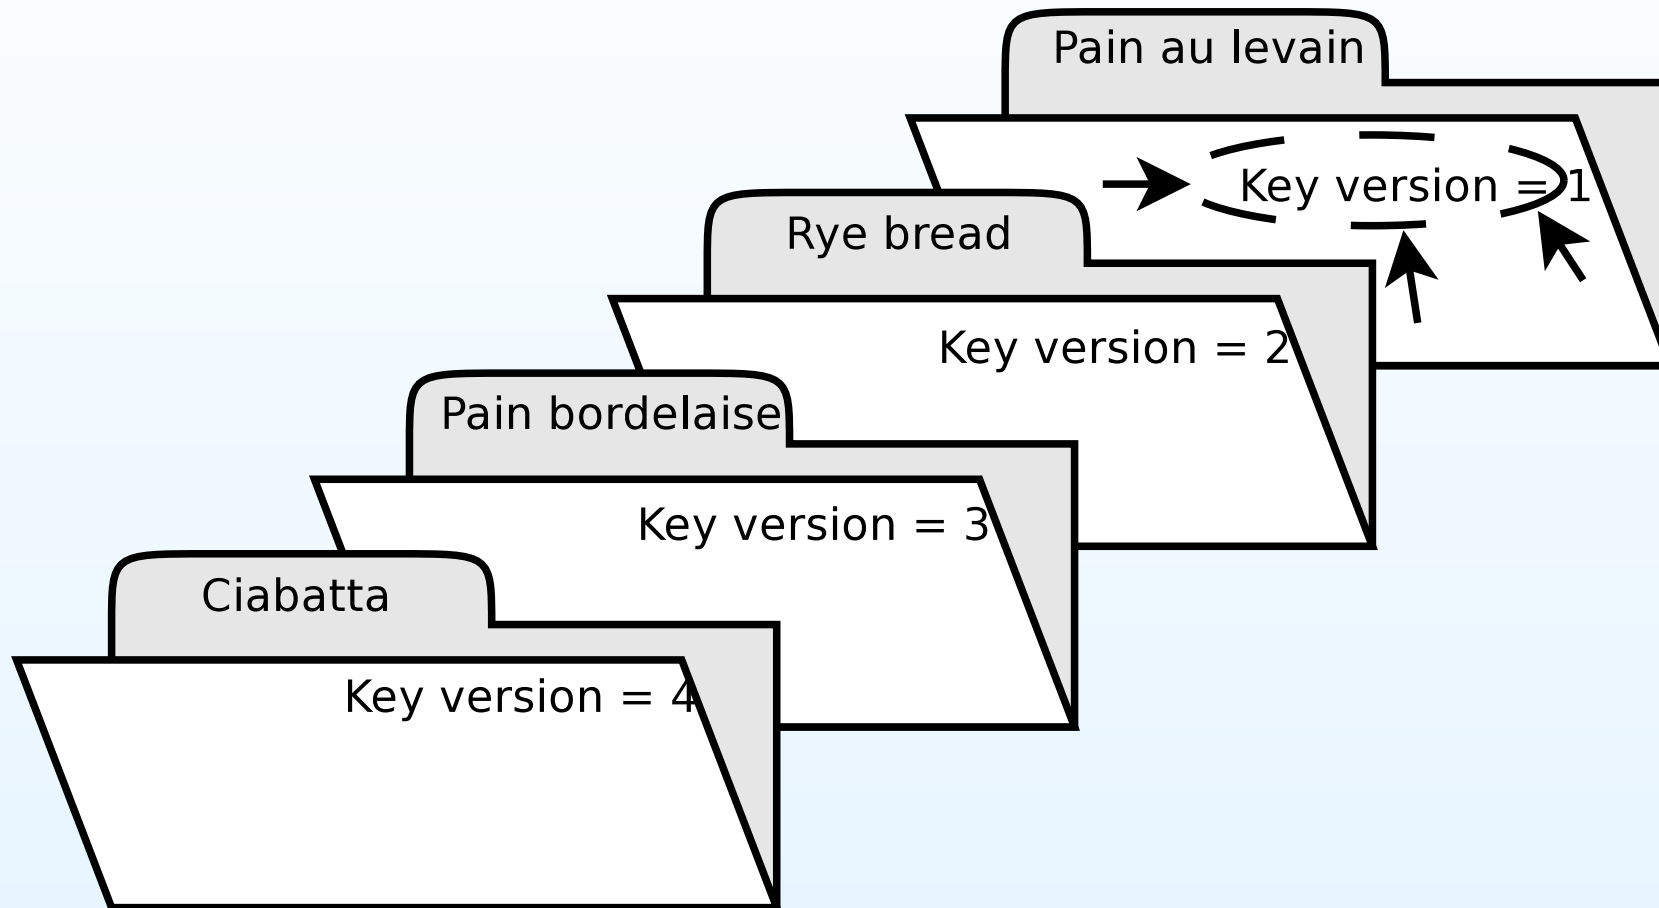 Pain au levain
Key version = 1
Rye bread
Key version = 2
Pain bordelaise
Key version = 3
Ciabatta
Key version = 4